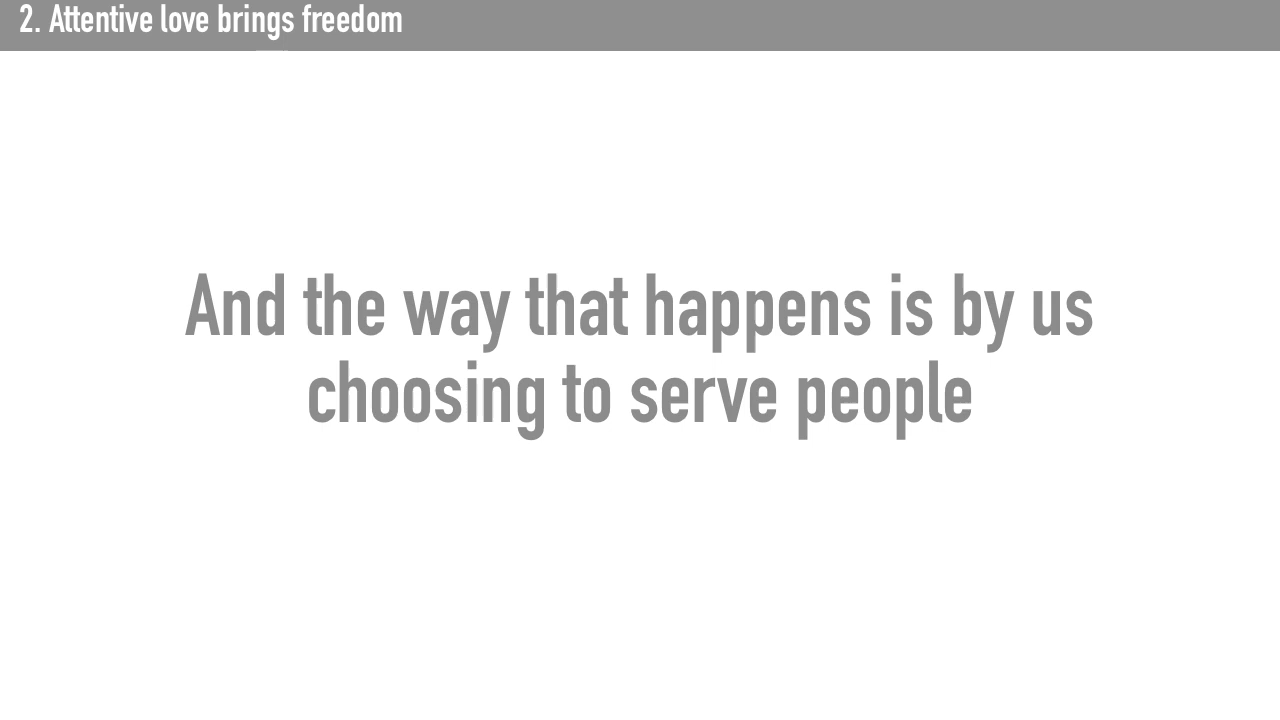 2. Attentive love brings freedom
And the way that happens is by us
choosing to serve people